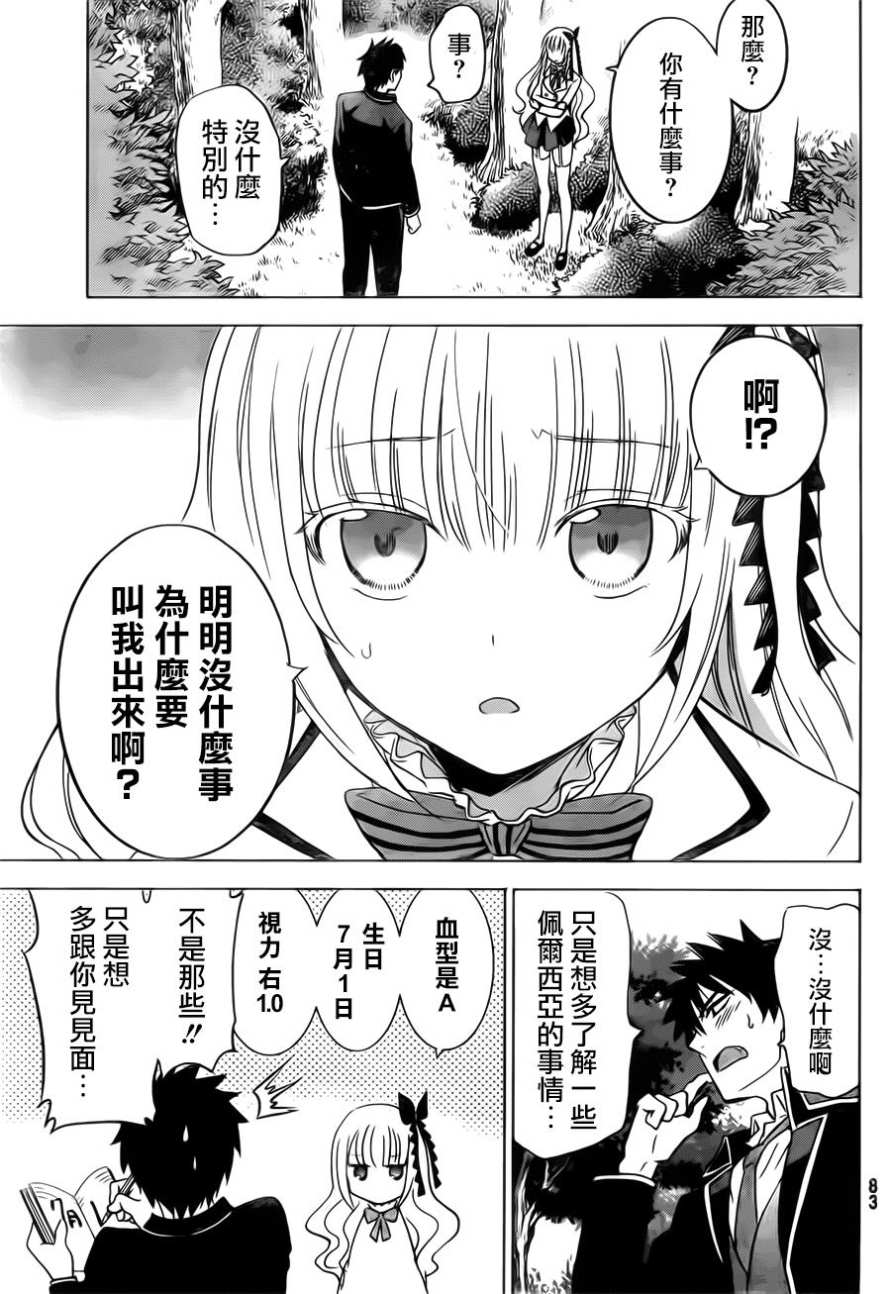 那麼?
你有什麼事?
事?
沒什麼
特別的…
啊!?
明明沒什麼事
為什麼要
叫我出來啊?
沒…沒什麼啊
只是想多了解一些
佩爾西亞的事情…
血型是A
生日
7月1日
視力 右
1.0
不是那些!!
只是想
多跟你見見面…
7月1
83